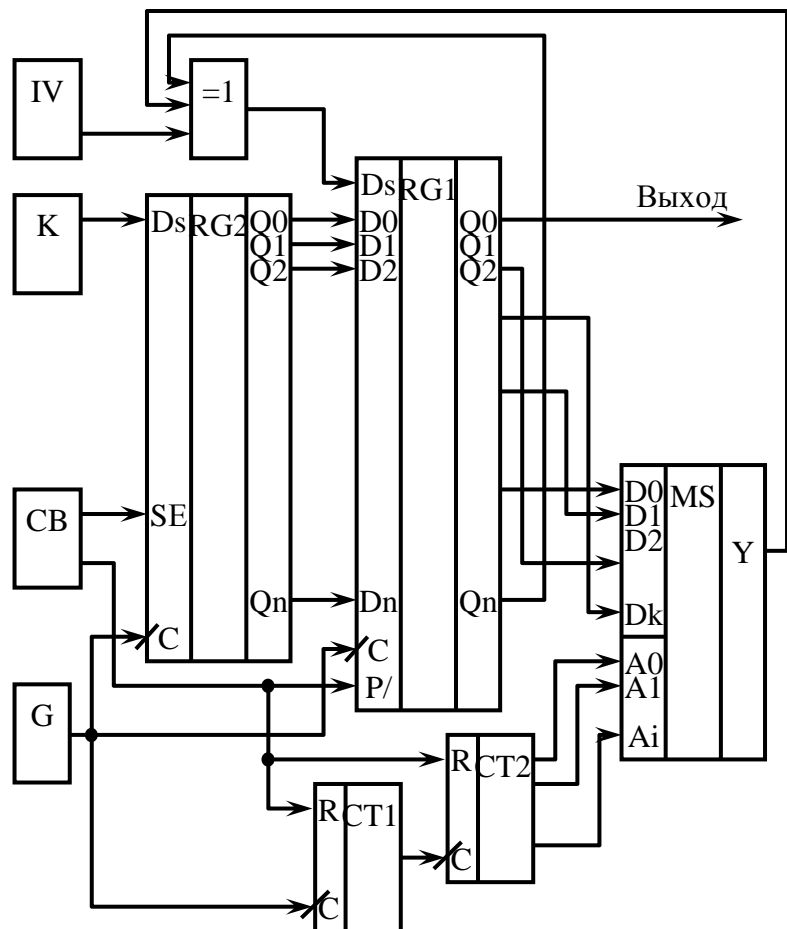 IV
=1
K
Ds RG2 Q0
Q1
Q2
SE
Qn
C
Ds RG1
D0 Q0
D1 Q1
D2 Q2
Dn Qn
C
P/
Выход
CB
G
D0 MS
D1
D2
Y
Dk
A0
A1
Ai
R CT2
C
R CT1
C